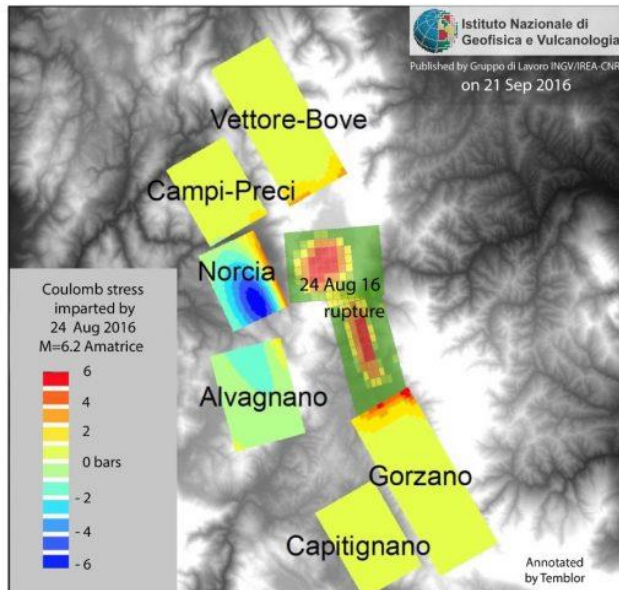 Istituto Nazionale di
Geofisica e Vulcanologia
Published by Gruppo di Lavoro INGV/IREA-CNR
on 21 Sep 2016
Vettore-Bove
Campi-Preci
Norcia
24 Aug 16
rupture
Coulomb stress
imparted by
24 Aug 2016
M=6.2 Amatrice
6
4
2
0 bars
- 2
- 4
- 6
Alvagnano
Gorzano
Capitignano
Annotated
by Temblor